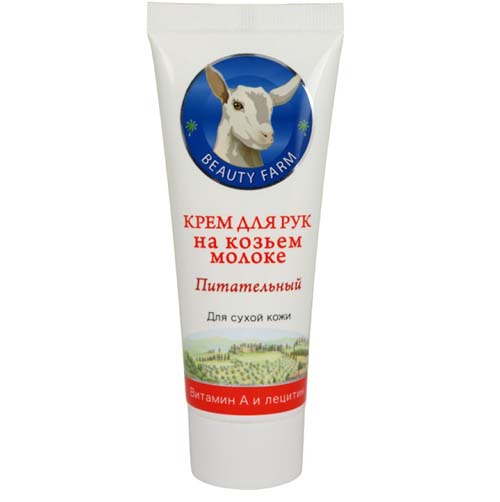 BEAUTY FARM
КРЕМ ДЛЯ РУК
на козьем
молоке
Питательный
Для сухой кожи
Витамин А и лецитин